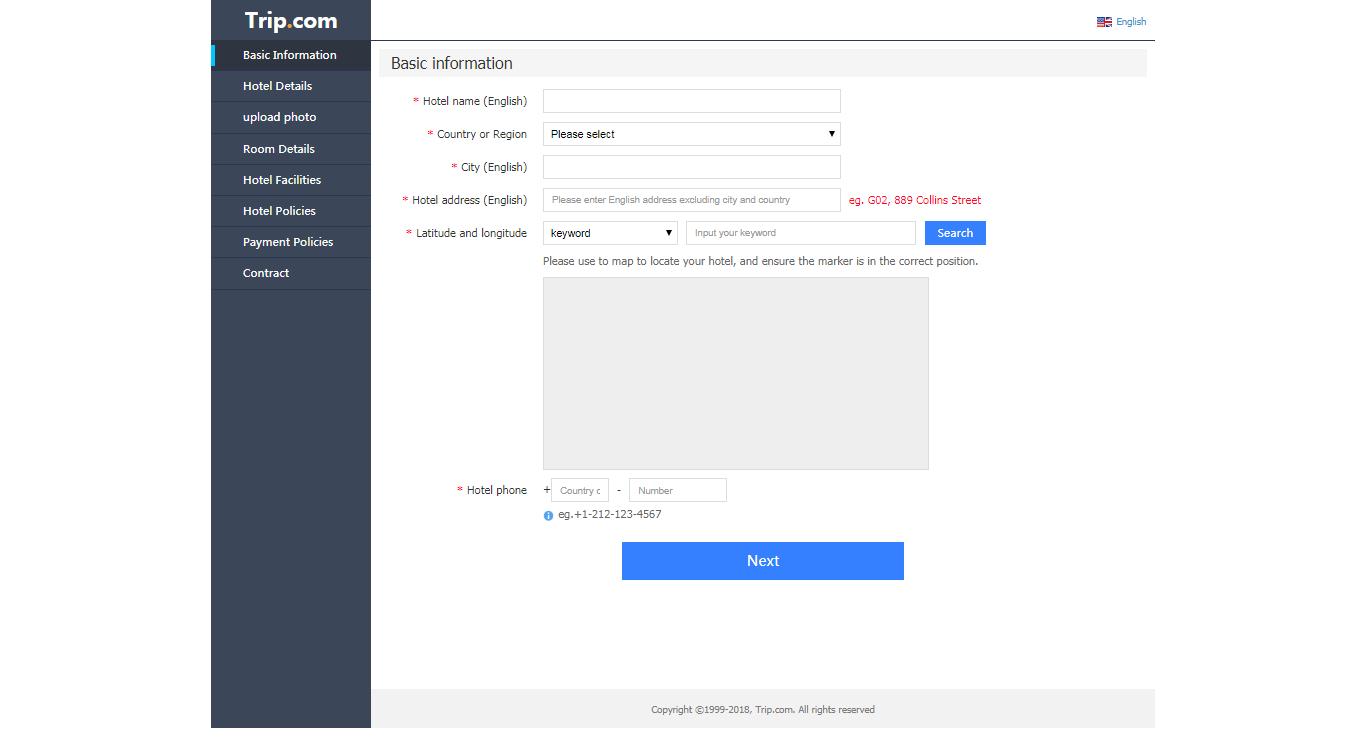 Trip.com
English
Basic Information
Hotel Details
upload photo
Room Details
Hotel Facilities
Hotel Policies
Payment Policies
Contract
Basic information
* Hotel name (English)
* Country or Region Please select
* City (English)
* Hotel address (English) Please enter English address excluding city and country eg. G02, 889 Collins Street
* Latitude and longitude keyword Input your keyword Search
Please use to map to locate your hotel, and ensure the marker is in the correct position.
* Hotel phone + Country c - Number
eg.+1-212-123-4567
Next
Copyright ©1999-2018, Trip.com. All rights reserved